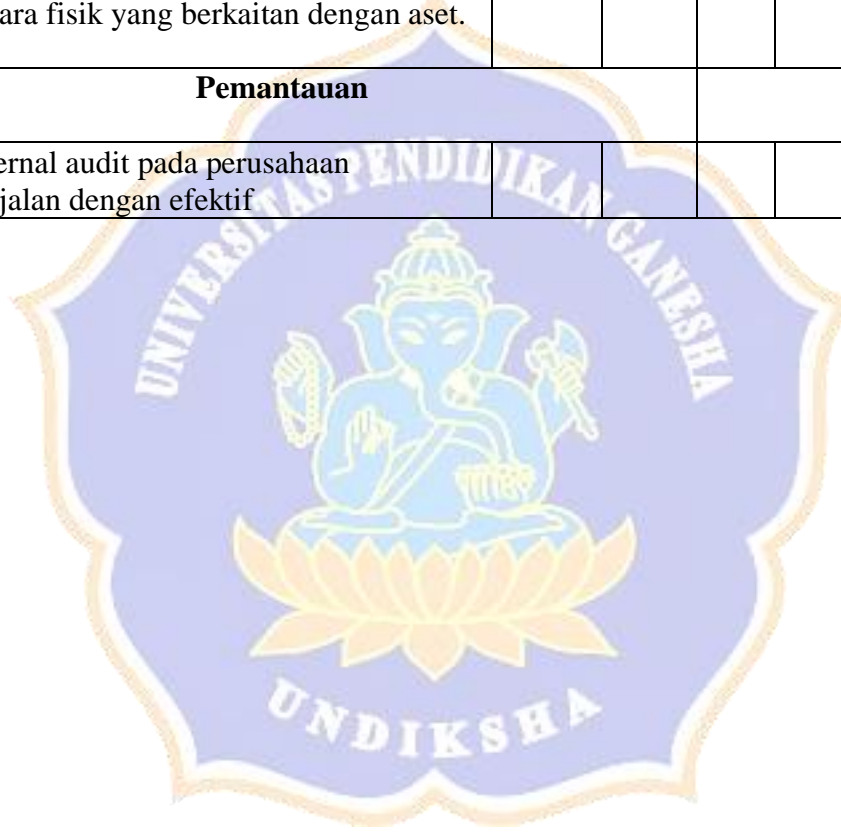 ara fisik yang berkaitan dengan aset.
Pemantauan
ernal audit pada perusahaan
jalan dengan efektif
UNIVERSITAS PENDIDIKAN GANESHA
UNDIKSHA